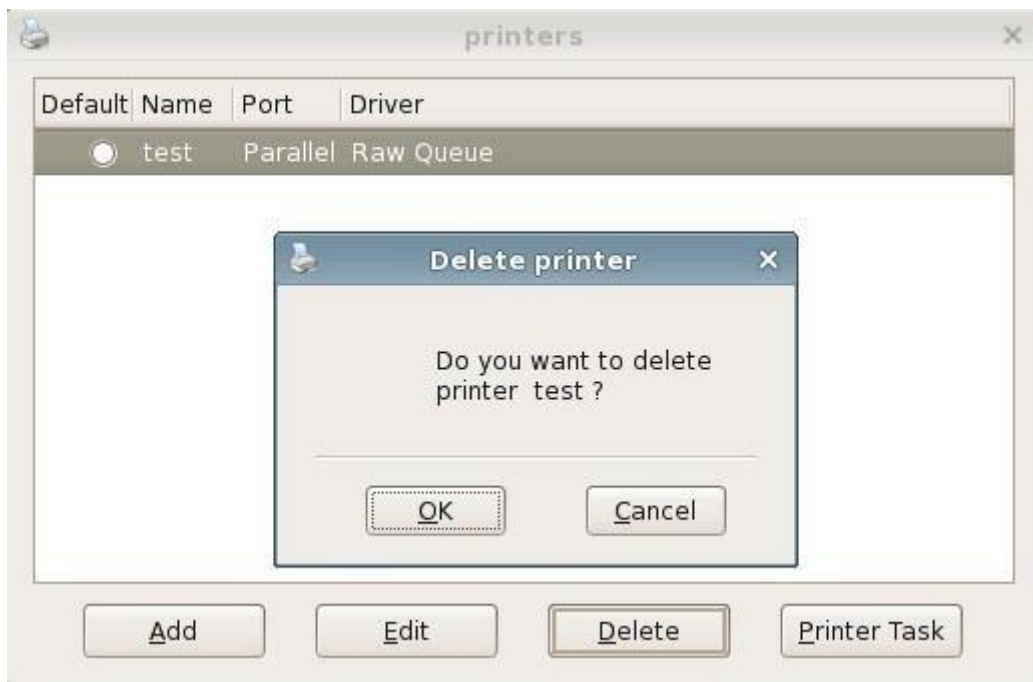 printers
Default Name Port Driver
test Parallel Raw Queue
Delete printer
Do you want to delete
printer test ?
OK Cancel
Add Edit Delete Printer Task